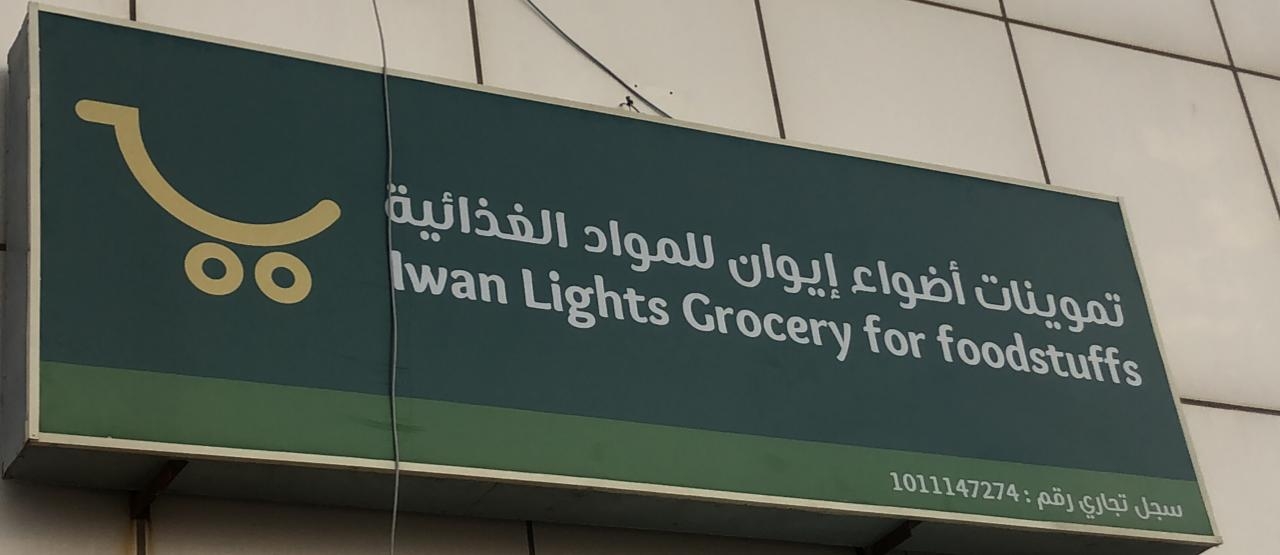 تموينات أضواء إيوان للمواد الغذائية
Iwan Lights Grocery for foodstuffs
سجل تجاري رقم : 1011147274